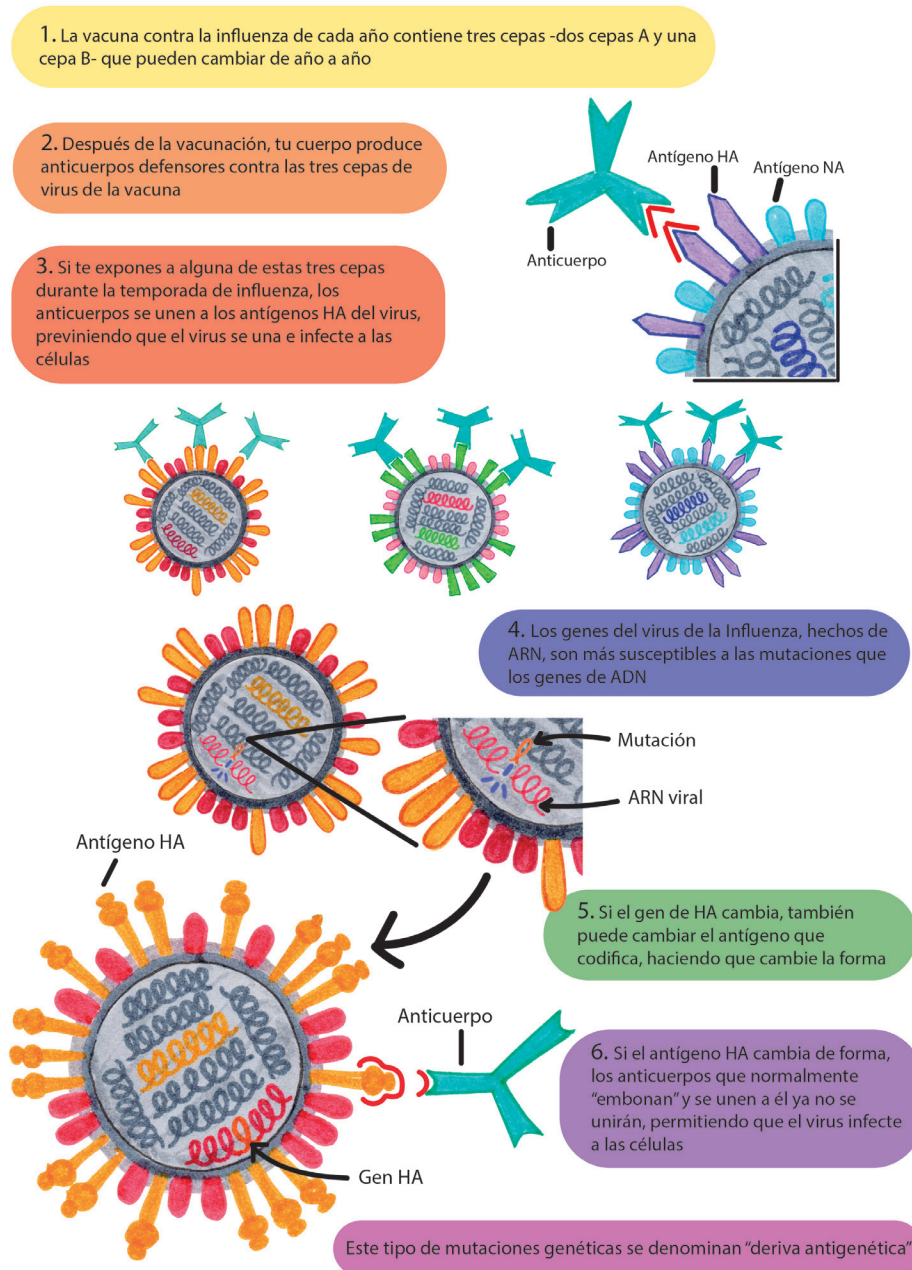 1. La vacuna contra la influenza de cada año contiene tres cepas -dos cepas A y una
cepa B- que pueden cambiar de año a año
2. Después de la vacunación, tu cuerpo produce
anticuerpos defensores contra las tres cepas de
virus de la vacuna
Antígeno HA
Antígeno NA
Anticuerpo
3. Si te expones a alguna de estas tres cepas
durante la temporada de influenza, los
anticuerpos se unen a los antígenos HA del virus,
previniendo que el virus se una e infecte a las
células
4. Los genes del virus de la Influenza, hechos de
ARN, son más susceptibles a las mutaciones que
los genes de ADN
Mutación
ARN viral
Antígeno HA
5. Si el gen de HA cambia, también
puede cambiar el antígeno que
codifica, haciendo que cambie la forma
Anticuerpo
6. Si el antígeno HA cambia de forma,
los anticuerpos que normalmente
“embonan” y se unen a él ya no se
unirán, permitiendo que el virus infecte
a las células
Gen HA
Este tipo de mutaciones genéticas se denominan “deriva antigenética”